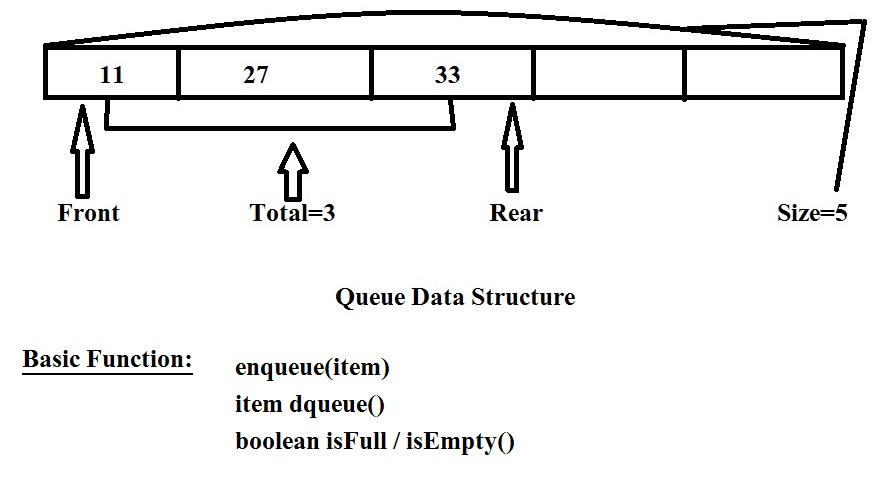 11 27 33
Front Total=3 Rear Size=5
Queue Data Structure
Basic Function:
enqueue(item)
item dqueue()
boolean isFull / isEmpty()